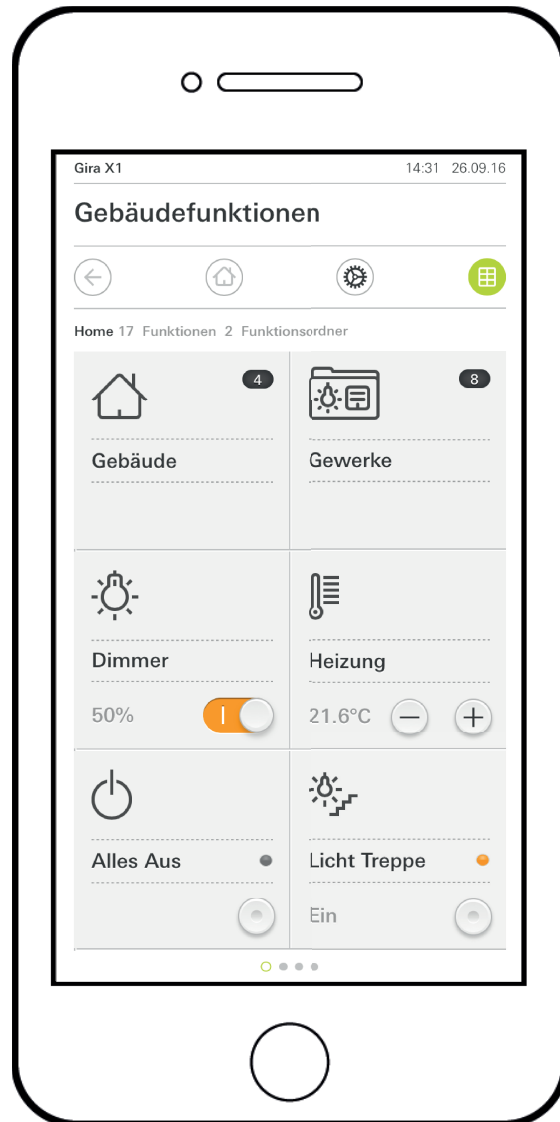 Gira X1 14:31 26.09.16
Gebäudefunktionen
Home 17 Funktionen 2 Funktionsordner
4 8
Gebäude Gewerke
Dimmer Heizung
50% 21.6°C
Alles Aus Licht Treppe
Ein